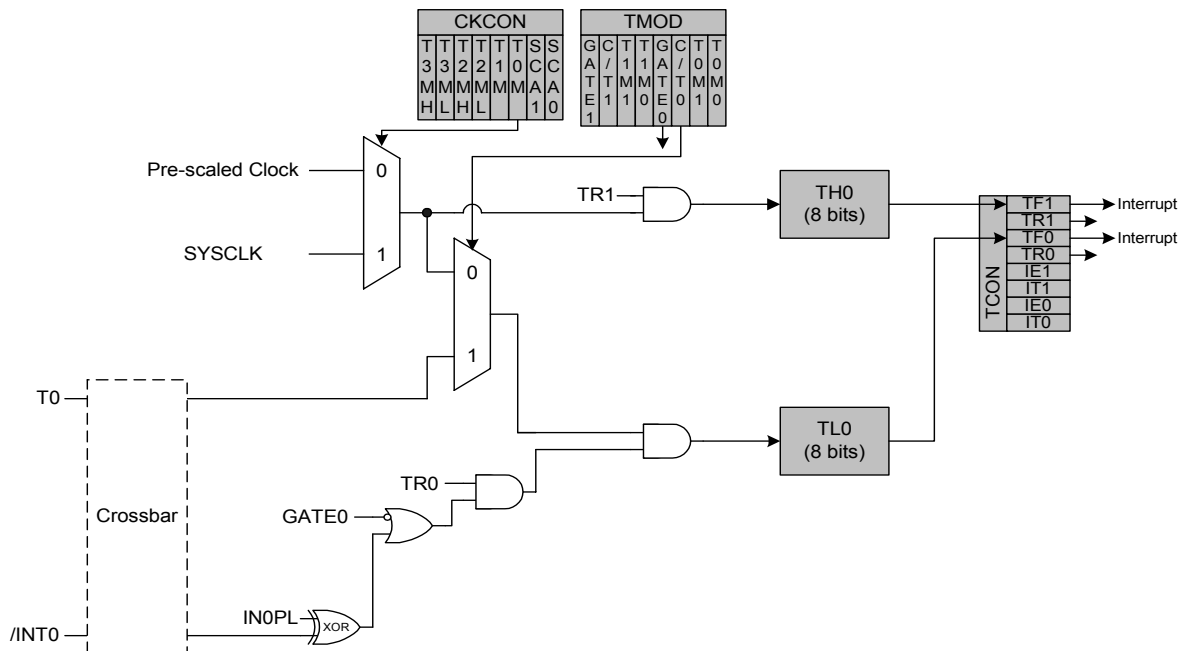 CKCON
TMOD
T3MH
T3ML
T2MH
T2ML
T1M
T0M
SCA1
SCA0
GATE1
C/T1
T1M1
T1M0
GATE0
C/T0
T0M1
T0M0
Pre-scaled Clock
0
SYSCLK
1
TR1
TH0
(8 bits)
TCON
TF1
TR1
TF0
TR0
IE1
IT1
IE0
IT0
Interrupt
Interrupt
0
1
T0
Crossbar
TL0
(8 bits)
TR0
GATE0
IN0PL
XOR
/INT0